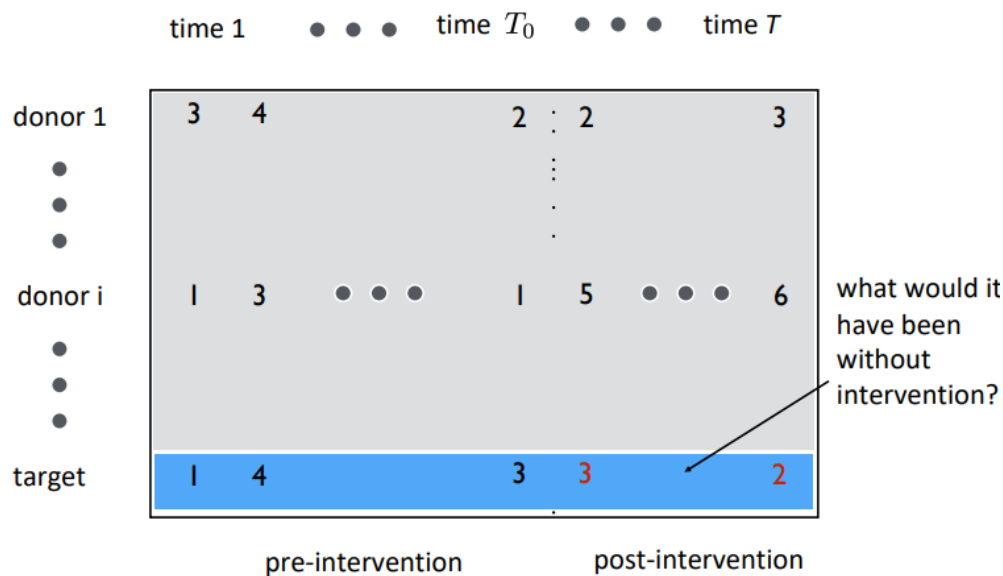 time 1 time T₀ time T
donor 1 3 4 2 2 3
donor i 1 3 1 5 6
what would it
have been
without
intervention?
target 1 4 3 3 2
pre-intervention post-intervention